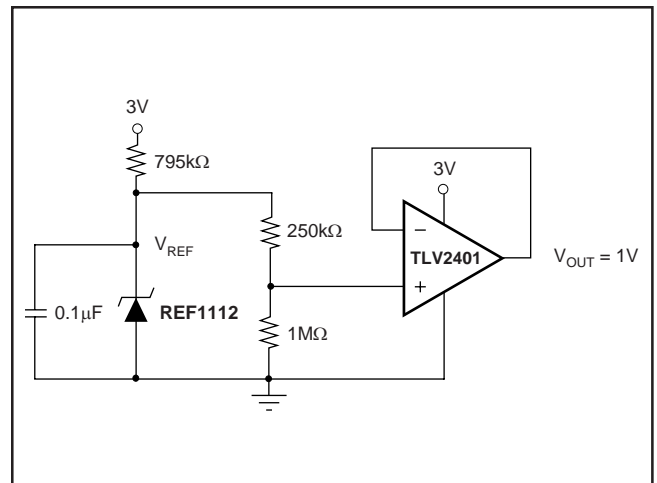 3V
795kΩ
3V
250kΩ
V_REF
−
TLV2401
V_OUT = 1V
+
0.1μF
REF1112
1MΩ